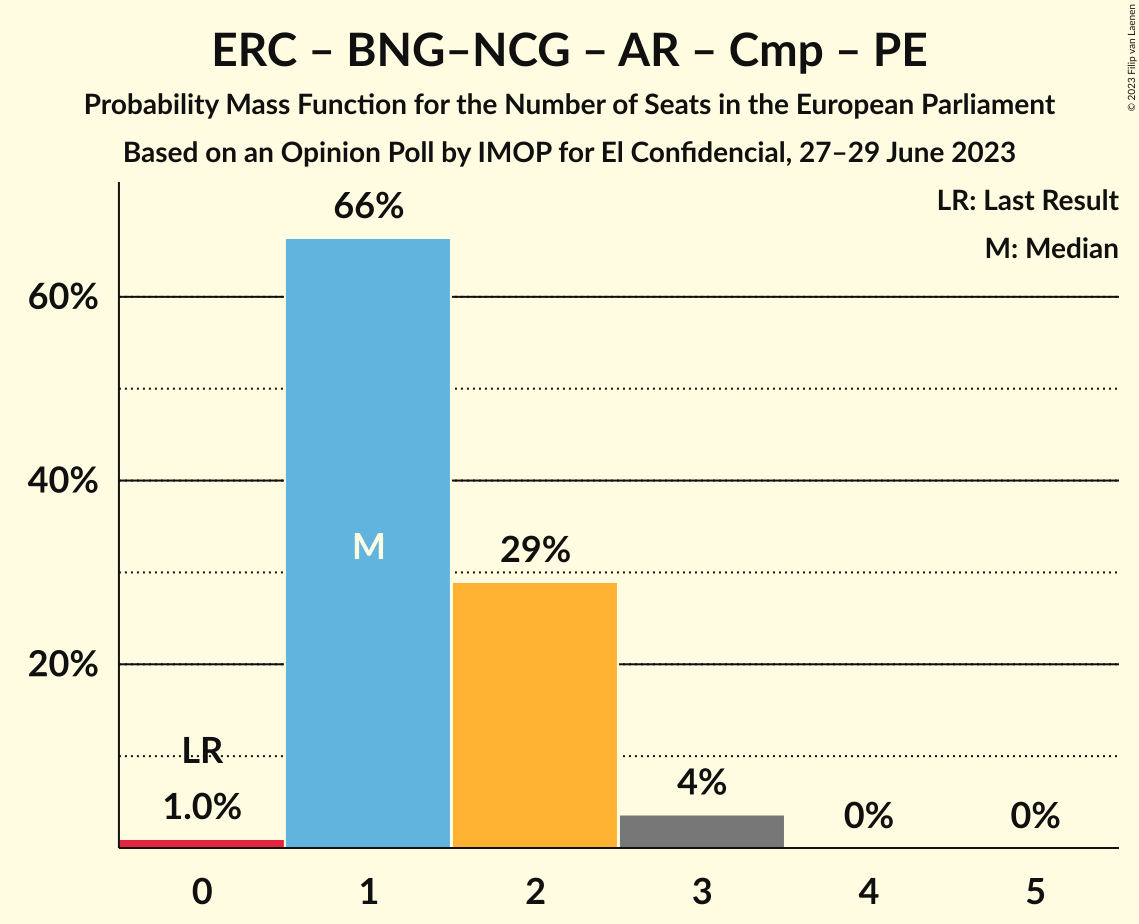 ERC – BNG–NCG – AR – Cmp – PE
Probability Mass Function for the Number of Seats in the European Parliament
Based on an Opinion Poll by IMOP for El Confidencial, 27–29 June 2023
© 2023 Filip van Laenen
LR: Last Result
M: Median
66%
60%
40%
M
29%
20%
LR
1.0%
4%
0%
0%
0
1
2
3
4
5